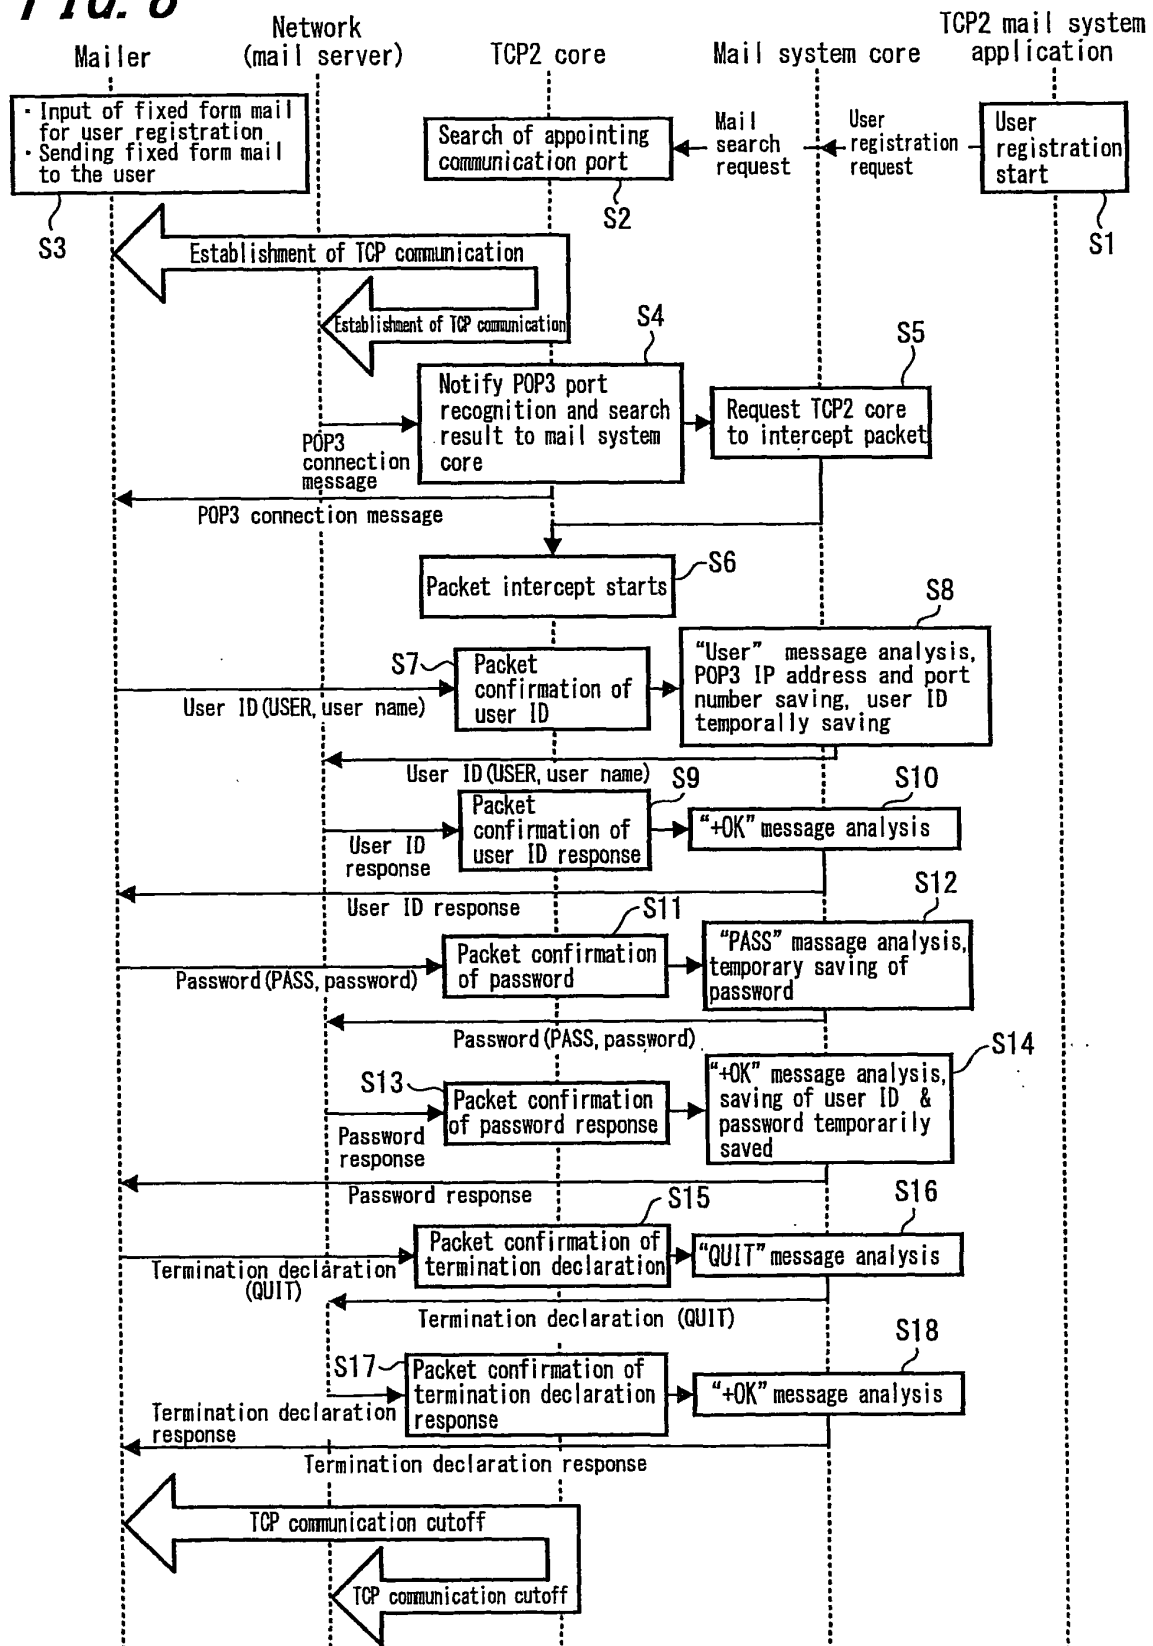 FIG. 8
Mailer
Network
(mail server)
TCP2 core
Mail system core
TCP2 mail system
application
· Input of fixed form mail
for user registration
· Sending fixed form mail
to the user
S3
Search of appointing
communication port
S2
Mail
search
request
User
registration
request
User
registration
start
S1
Establishment of TCP communication
Establishment of TCP communication
S4
Notify POP3 port
recognition and search
result to mail system
core
S5
Request TCP2 core
to intercept packet
POP3
connection
message
POP3 connection message
S6
Packet intercept starts
S7
Packet
confirmation of
user ID
S8
“User” message analysis,
POP3 IP address and port
number saving, user ID
temporally saving
User ID (USER, user name)
User ID (USER, user name)
S9
Packet
confirmation of
user ID response
S10
“+OK” message analysis
User ID
response
User ID response
S11
Packet confirmation
of password
S12
“PASS” massage analysis,
temporary saving of
password
Password (PASS, password)
Password (PASS, password)
S13
Packet confirmation
of password response
S14
“+OK” message analysis,
saving of user ID &
password temporarily
saved
Password
response
Password response
S15
Packet confirmation of
termination declaration
S16
“QUIT” message analysis
Termination declaration
(QUIT)
Termination declaration (QUIT)
S17
Packet confirmation of
termination declaration
response
S18
“+OK” message analysis
Termination declaration
response
Termination declaration response
TCP communication cutoff
TCP communication cutoff